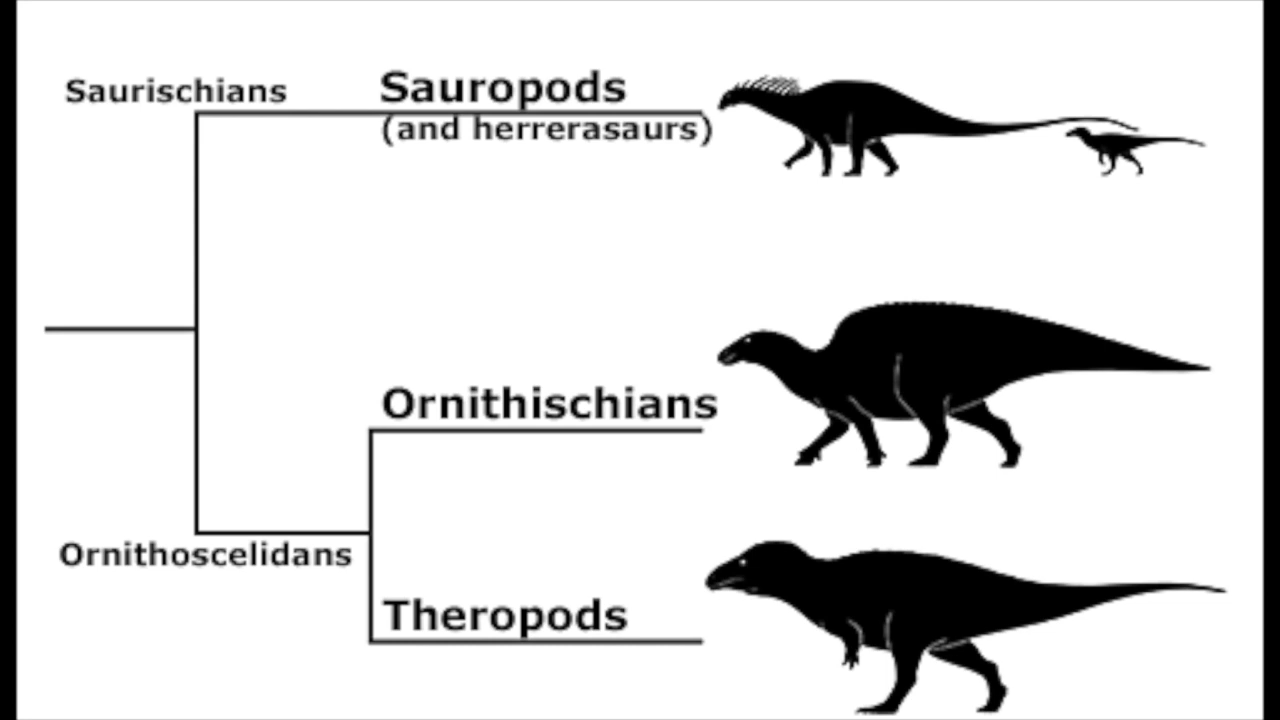 Saurischians
Sauropods
(and herrerasaurs)
Ornithischians
Ornithoscelidans
Theropods